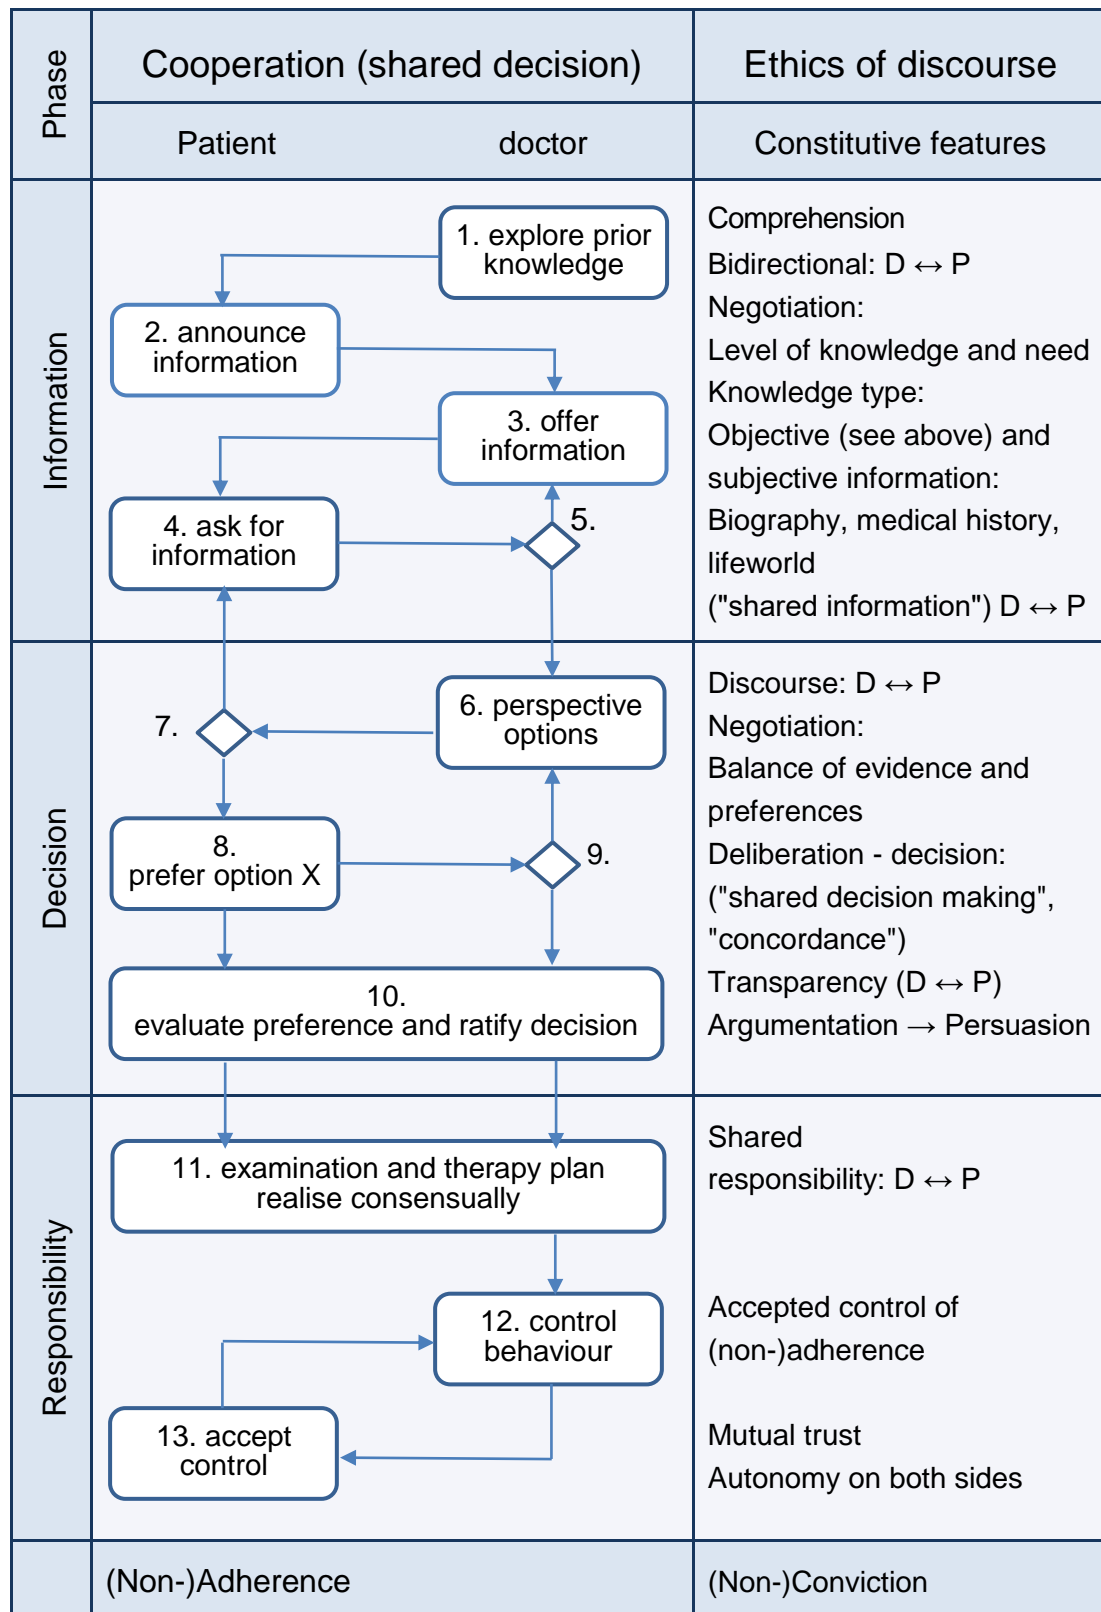 Phase
Cooperation (shared decision)
Ethics of discourse
Patient
doctor
Constitutive features
Information
1. explore prior
knowledge
2. announce
information
3. offer
information
4. ask for
information
5.
Comprehension
Bidirectional: D ↔ P
Negotiation:
Level of knowledge and need
Knowledge type:
Objective (see above) and
subjective information:
Biography, medical history,
lifeworld
("shared information") D ↔ P
Decision
6. perspective
options
7.
8.
prefer option X
9.
10.
evaluate preference and ratify decision
Discourse: D ↔ P
Negotiation:
Balance of evidence and
preferences
Deliberation - decision:
("shared decision making",
"concordance")
Transparency (D ↔ P)
Argumentation → Persuasion
Responsibility
11. examination and therapy plan
realise consensually
12. control
behaviour
13. accept
control
Shared
responsibility: D ↔ P
Accepted control of
(non-)adherence
Mutual trust
Autonomy on both sides
(Non-)Adherence
(Non-)Conviction